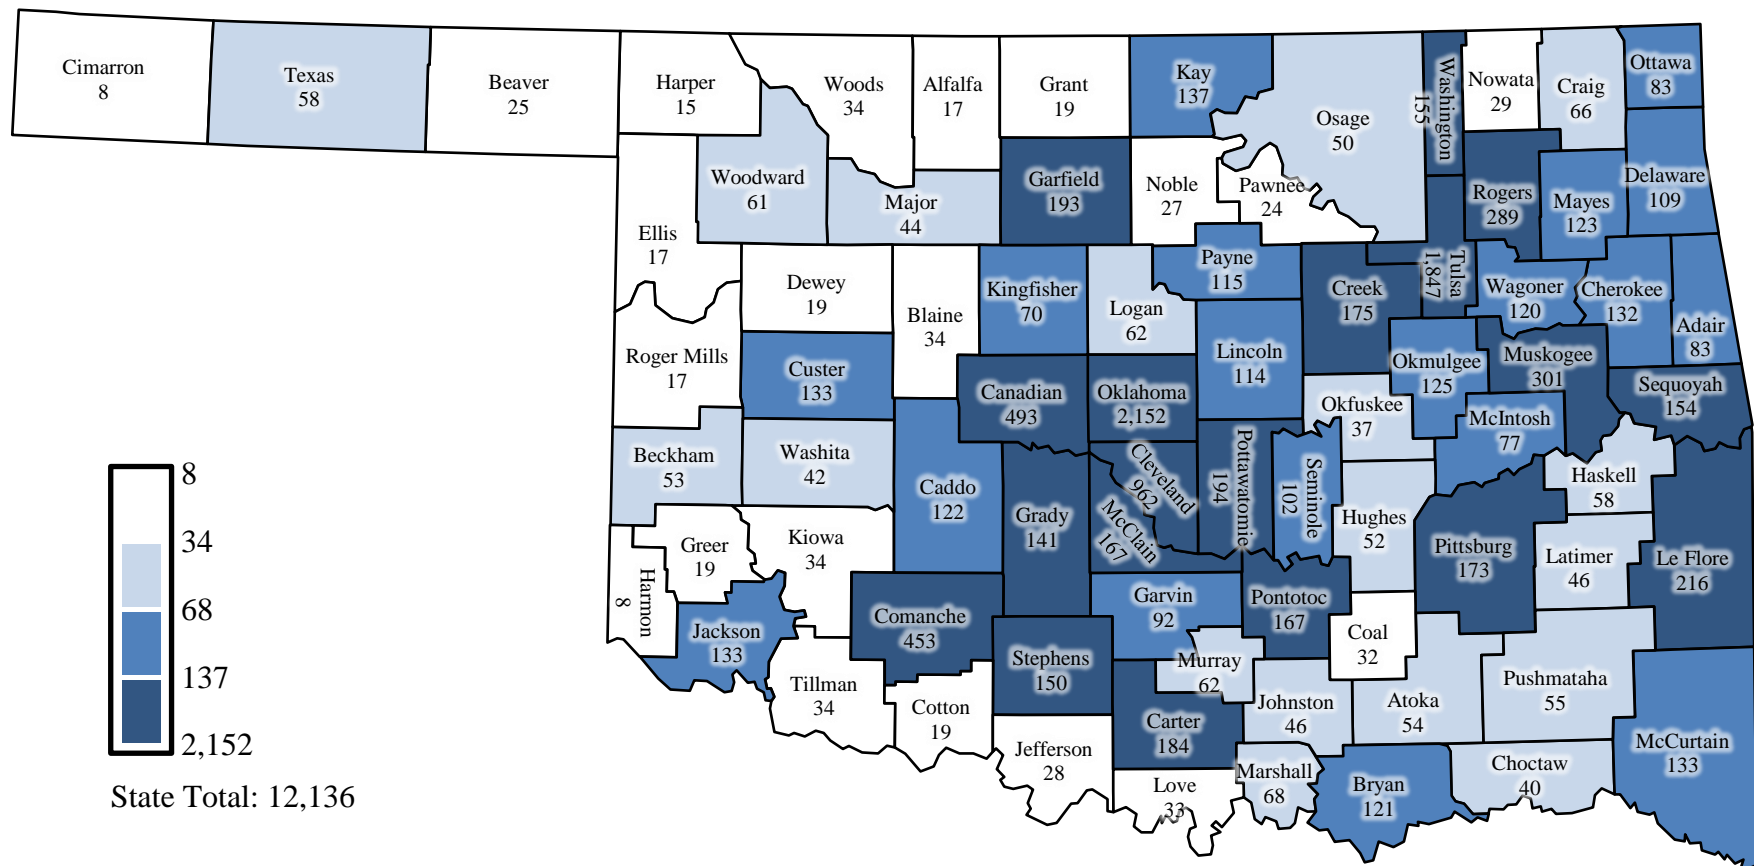 Cimarron
8
Texas
58
Beaver
25
Harper
15
Woods
34
Alfalfa
17
Grant
19
Kay
137
Osage
50
Washington
155
Nowata
29
Craig
66
Ottawa
83
Woodward
61
Major
44
Garfield
193
Noble
27
Pawnee
24
Rogers
289
Mayes
123
Delaware
109
Ellis
17
Dewey
19
Blaine
34
Kingfisher
70
Logan
62
Payne
115
Creek
175
Tulsa
1,847
Wagoner
120
Cherokee
132
Adair
83
Roger Mills
17
Custer
133
Canadian
493
Oklahoma
2,152
Lincoln
114
Okfuskee
37
Okmulgee
125
Muskogee
301
Sequoyah
154
McIntosh
77
Beckham
53
Washita
42
Caddo
122
Grady
141
Cleveland
962
McClain
167
Pottawatomie
194
Seminole
102
Hughes
52
Pittsburg
173
Haskell
58
Latimer
46
Le Flore
216
Greer
19
Kiowa
34
Harmon
8
Jackson
133
Comanche
453
Stephens
150
Garvin
92
Pontotoc
167
Coal
32
Murray
62
Tillman
34
Cotton
19
Carter
184
Johnston
46
Atoka
54
Pushmataha
55
McCurtain
133
Jefferson
28
Love
33
Marshall
68
Bryan
121
Choctaw
40
8
34
68
137
2,152
State Total: 12,136